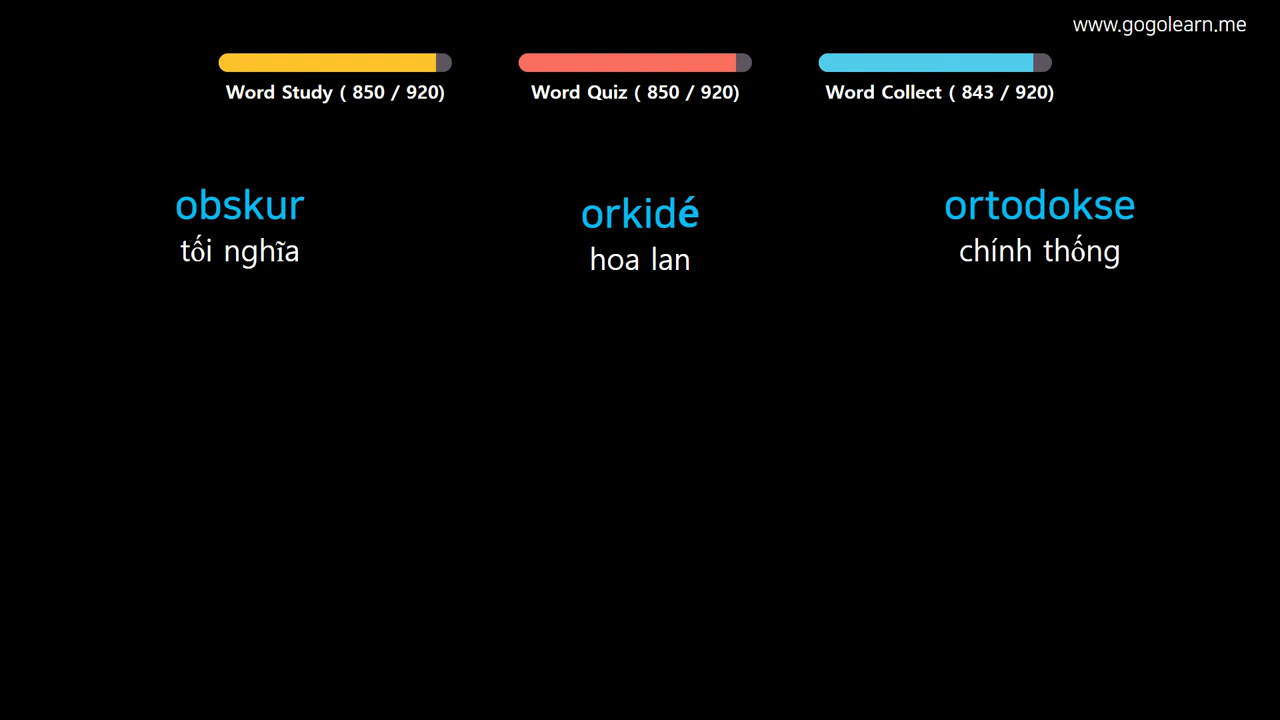 www.gogolearn.me
Word Study ( 850 / 920)
Word Quiz ( 850 / 920)
Word Collect ( 843 / 920)
obskur
tối nghĩa
orkidé
hoa lan
ortodokse
chính thống